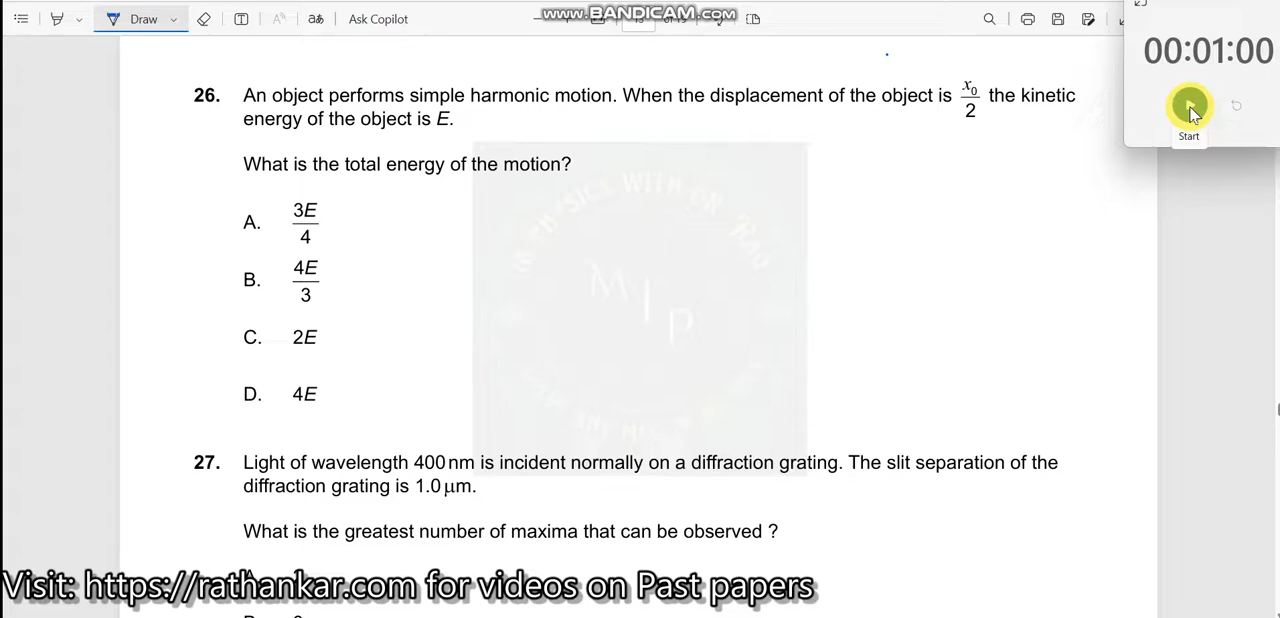 Draw
aあ
Ask Copilot
www.BANDICAM.com
00:01:00
Start
26. An object performs simple harmonic motion. When the displacement of the object is x₀/2 the kinetic
energy of the object is E.
What is the total energy of the motion?
A. 3E/4
B. 4E/3
C. 2E
D. 4E
27. Light of wavelength 400 nm is incident normally on a diffraction grating. The slit separation of the
diffraction grating is 1.0 μm.
What is the greatest number of maxima that can be observed ?
Visit: https://rathankar.com for videos on Past papers
M I P